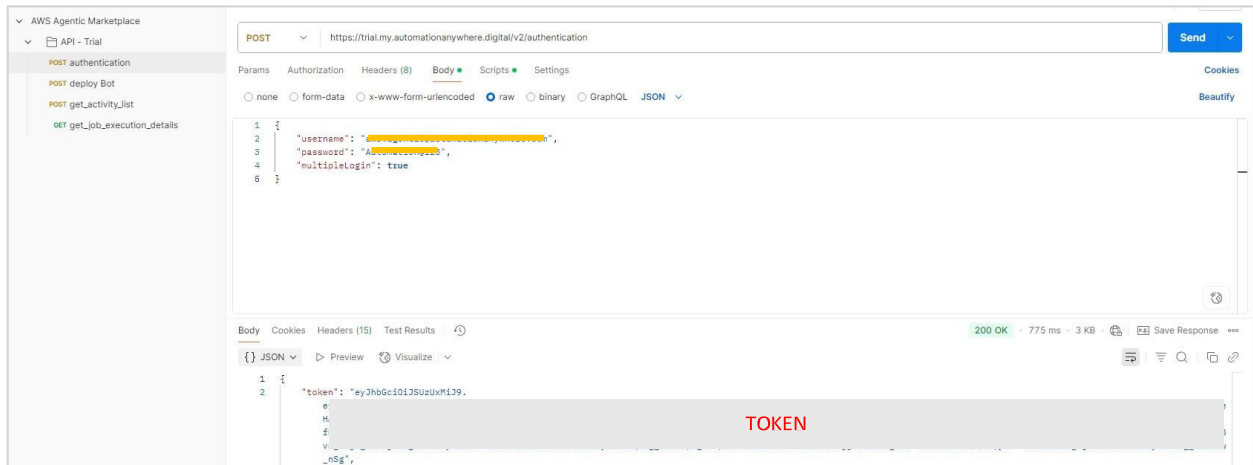 AWS Agentic Marketplace
API - Trial
POST authentication
POST deploy Bot
POST get_activity_list
GET get_job_execution_details
POST https://trial.my.automationanywhere.digital/v2/authentication
Send
Params Authorization Headers (8) Body Scripts Settings
Cookies
none form-data x-www-form-urlencoded raw binary GraphQL JSON
Beautify
1 {
2 "username": "
3 "password": "
4 "multipleLogin": true
5 }
Body Cookies Headers (15) Test Results
200 OK 775 ms 3 KB Save Response
{} JSON Preview Visualize
1 {
2 "token": "eyJhbGciOiJSUzUxMiJ9.
TOKEN
_nSg",